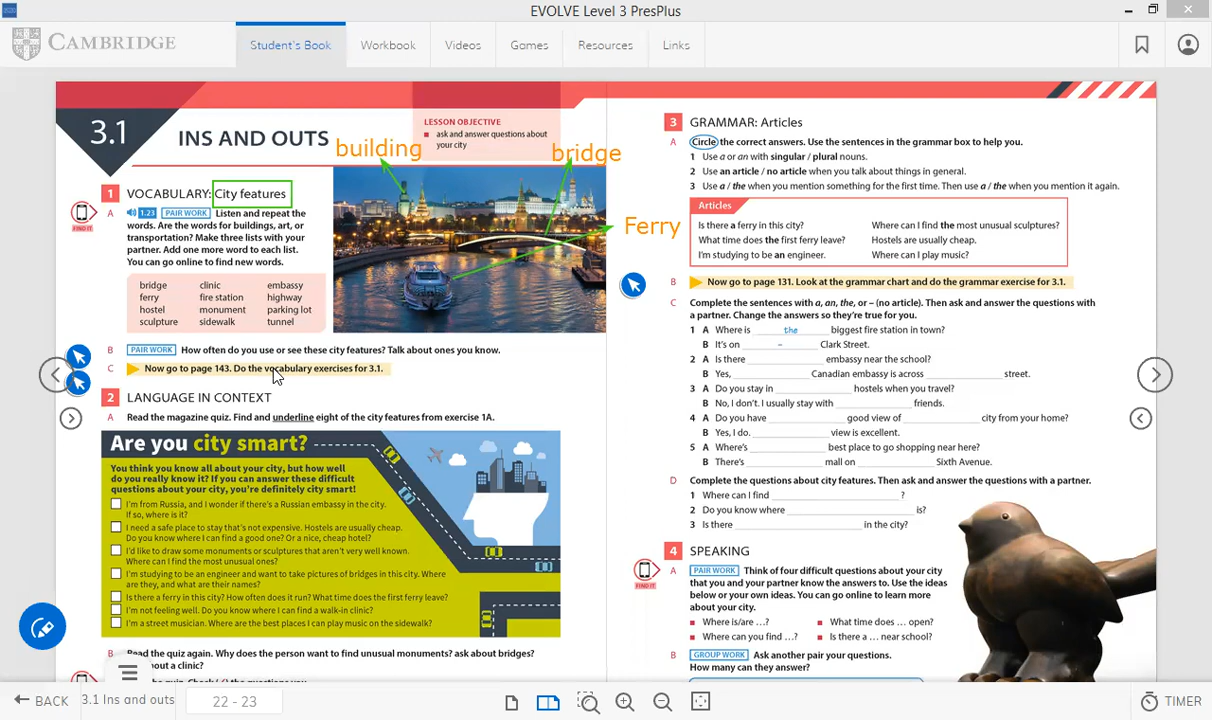 EVOLVE Level 3 PresPlus
CAMBRIDGE
Student's Book
Workbook
Videos
Games
Resources
Links
3.1
INS AND OUTS
LESSON OBJECTIVE
ask and answer questions about
your city
building
bridge
Ferry
1 VOCABULARY: City features
FIND IT
A 1.23 PAIR WORK Listen and repeat the
words. Are the words for buildings, art, or
transportation? Make three lists with your
partner. Add one more word to each list.
You can go online to find new words.
bridge clinic embassy
ferry fire station highway
hostel monument parking lot
sculpture sidewalk tunnel
B PAIR WORK How often do you use or see these city features? Talk about ones you know.
C Now go to page 143. Do the vocabulary exercises for 3.1.
2 LANGUAGE IN CONTEXT
A Read the magazine quiz. Find and underline eight of the city features from exercise 1A.
Are you city smart?
You think you know all about your city, but how well
do you really know it? If you can answer these difficult
questions about your city, you're definitely city smart!
I'm from Russia, and I wonder if there's a Russian embassy in the city.
If so, where is it?
I need a safe place to stay that's not expensive. Hostels are usually cheap.
Do you know where I can find a good one? Or a nice, cheap hotel?
I'd like to draw some monuments or sculptures that aren't very well known.
Where can I find the most unusual ones?
I'm studying to be an engineer and want to take pictures of bridges in this city. Where
are they, and what are their names?
Is there a ferry in this city? How often does it run? What time does the first ferry leave?
I'm not feeling well. Do you know where I can find a walk-in clinic?
I'm a street musician. Where are the best places I can play music on the sidewalk?
B Read the quiz again. Why does the person want to find unusual monuments? ask about bridges?
about a clinic?
3 GRAMMAR: Articles
A Circle the correct answers. Use the sentences in the grammar box to help you.
1 Use a or an with singular / plural nouns.
2 Use an article / no article when you talk about things in general.
3 Use a / the when you mention something for the first time. Then use a / the when you mention it again.
Articles
Is there a ferry in this city? Where can I find the most unusual sculptures?
What time does the first ferry leave? Hostels are usually cheap.
I'm studying to be an engineer. Where can I play music?
B Now go to page 131. Look at the grammar chart and do the grammar exercise for 3.1.
C Complete the sentences with a, an, the, or – (no article). Then ask and answer the questions with
a partner. Change the answers so they're true for you.
1 A Where is the biggest fire station in town?
B It's on – Clark Street.
2 A Is there embassy near the school?
B Yes, Canadian embassy is across street.
3 A Do you stay in hostels when you travel?
B No, I don't. I usually stay with friends.
4 A Do you have good view of city from your home?
B Yes, I do. view is excellent.
5 A Where's best place to go shopping near here?
B There's mall on Sixth Avenue.
D Complete the questions about city features. Then ask and answer the questions with a partner.
1 Where can I find ?
2 Do you know where is?
3 Is there in the city?
4 SPEAKING
FIND IT
A PAIR WORK Think of four difficult questions about your city
that you and your partner know the answers to. Use the ideas
below or your own ideas. You can go online to learn more
about your city.
Where is/are …? What time does … open?
Where can you find …? Is there a … near school?
B GROUP WORK Ask another pair your questions.
How many can they answer?
BACK
3.1 Ins and outs
22 - 23
TIMER